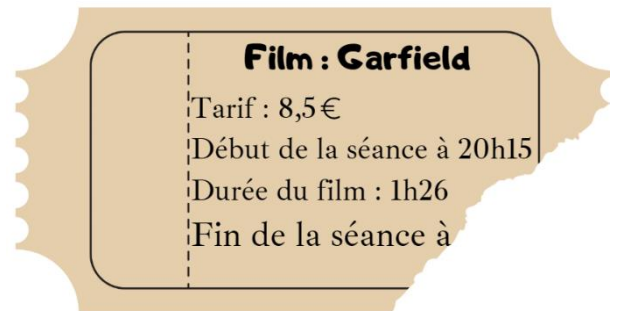 Film : Garfield
Tarif : 8,5€
Début de la séance à 20h15
Durée du film : 1h26
Fin de la séance à